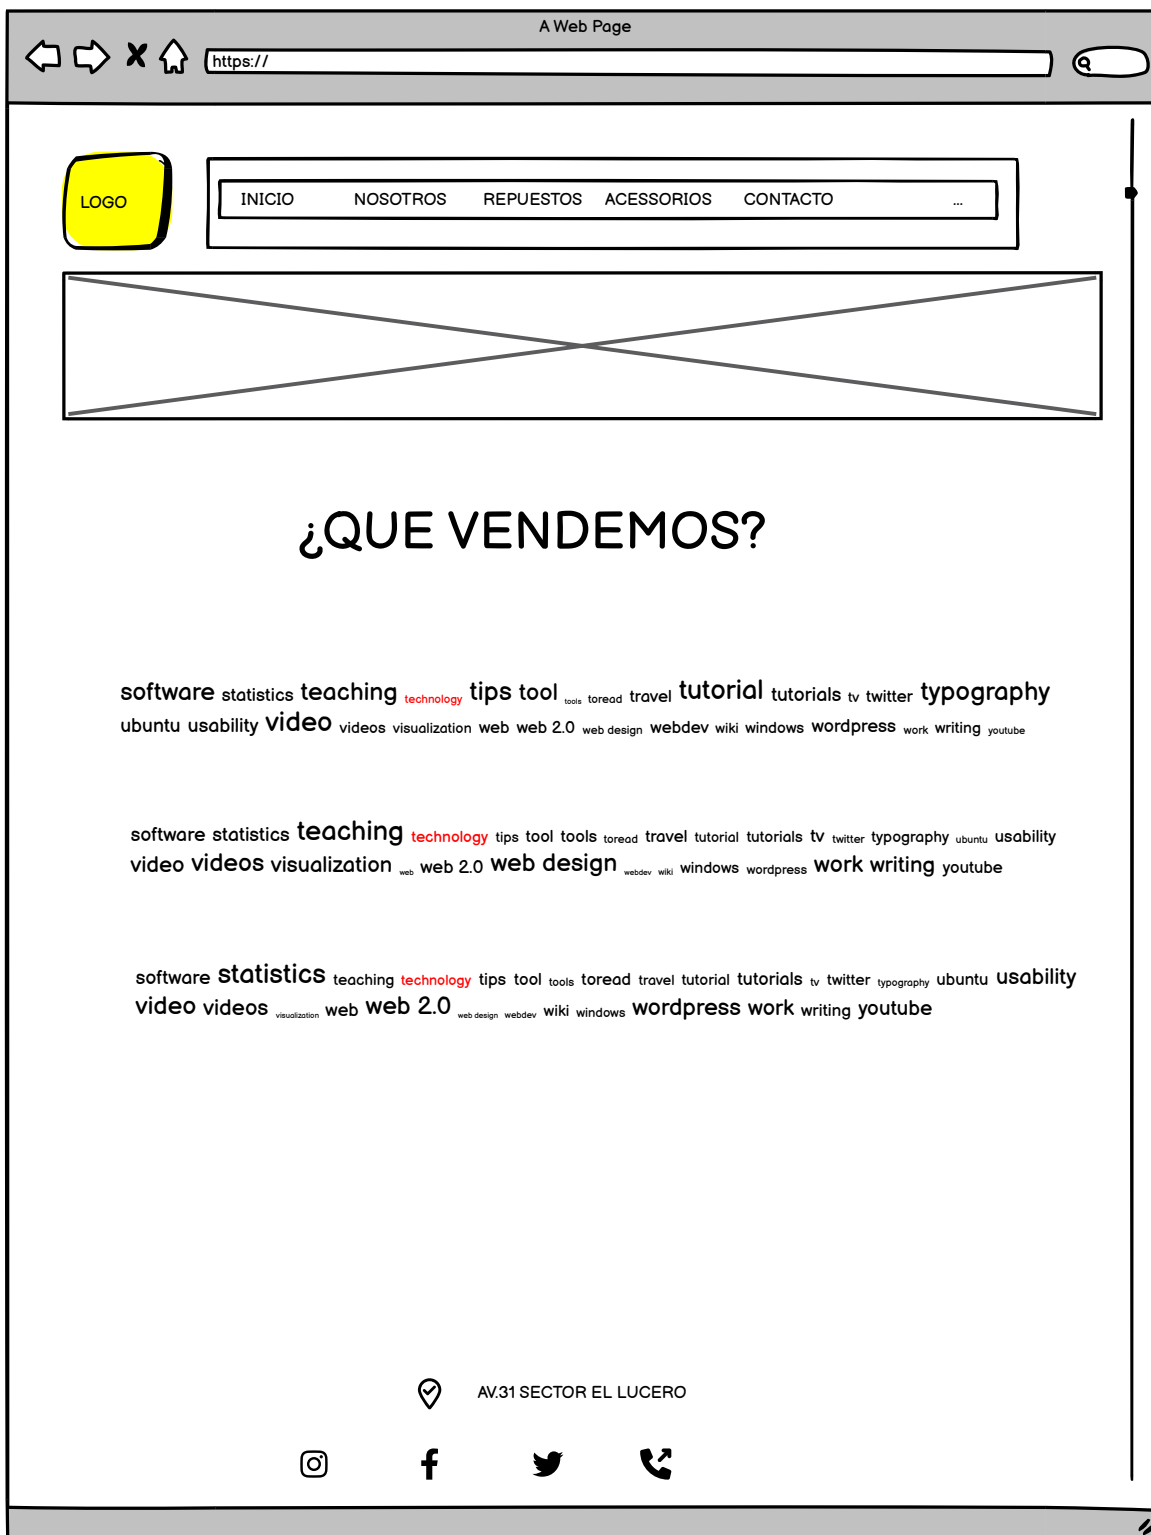 A Web Page
https://
LOGO
INICIO NOSOTROS REPUESTOS ACESSORIOS CONTACTO ...
¿QUE VENDEMOS?
software statistics teaching technology tips tool tools toread travel tutorial tutorials tv twitter typography
ubuntu usability video videos visualization web web 2.0 web design webdev wiki windows wordpress work writing youtube
software statistics teaching technology tips tool tools toread travel tutorial tutorials tv twitter typography ubuntu usability
video videos visualization web web 2.0 web design webdev wiki windows wordpress work writing youtube
software statistics teaching technology tips tool tools toread travel tutorial tutorials tv twitter typography ubuntu usability
video videos visualization web web 2.0 web design webdev wiki windows wordpress work writing youtube
AV.31 SECTOR EL LUCERO